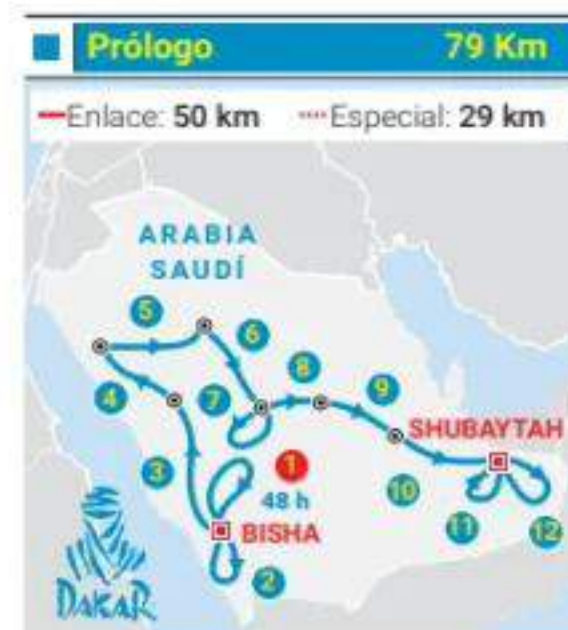 Prólogo 79 Km
Enlace: 50 km Especial: 29 km
ARABIA
SAUDÍ
5
6
4
7
8
9
SHUBAYTAH
3
1
48 h
10
BISHA
11
12
2
DAKAR